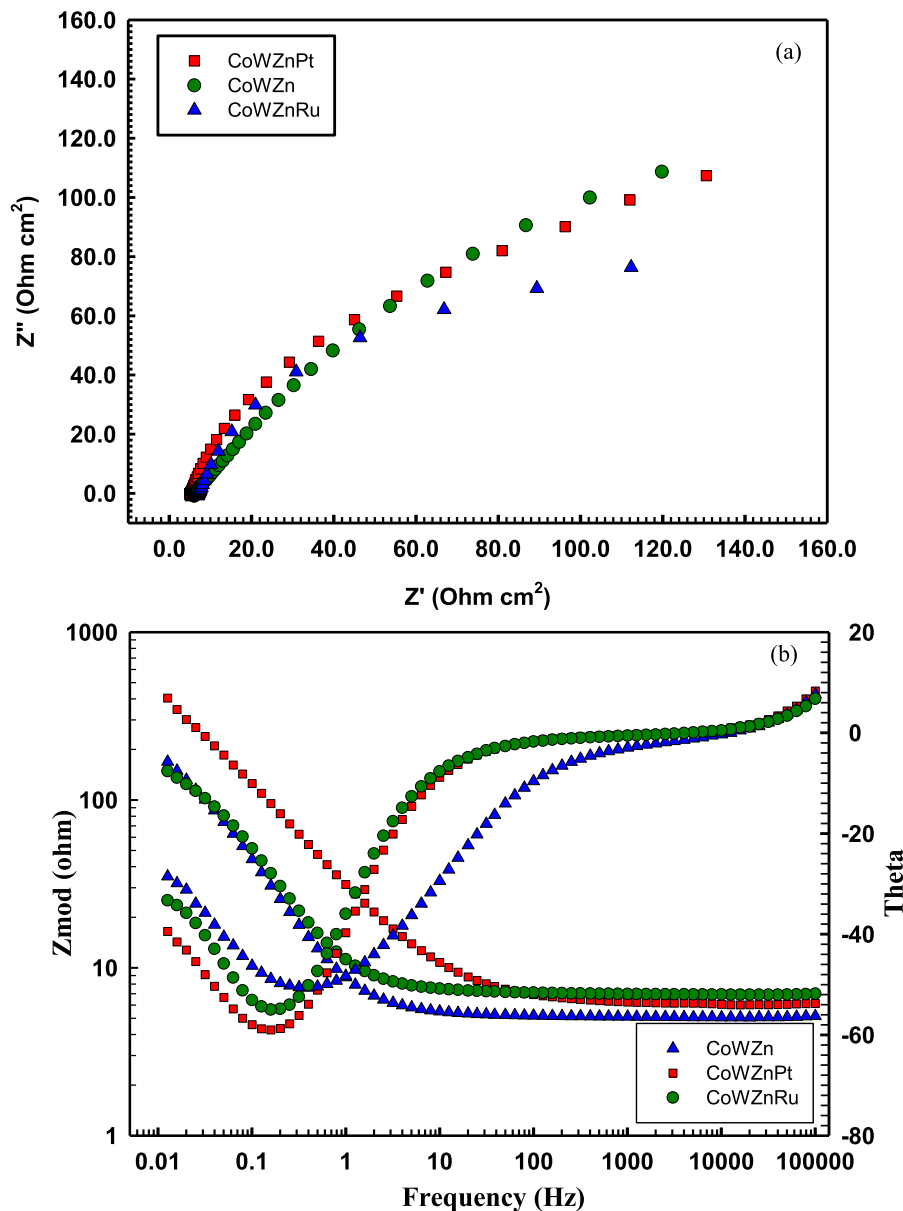 160.0
140.0
120.0
100.0
80.0
60.0
40.0
20.0
0.0
Z" (Ohm cm²)
CoWZnPt
CoWZn
CoWZnRu
(a)
0.0 20.0 40.0 60.0 80.0 100.0 120.0 140.0 160.0
Z' (Ohm cm²)
1000
100
10
1
Zmod (ohm)
(b)
20
0
-20
-40
-60
-80
Theta
CoWZn
CoWZnPt
CoWZnRu
0.01 0.1 1 10 100 1000 10000 100000
Frequency (Hz)